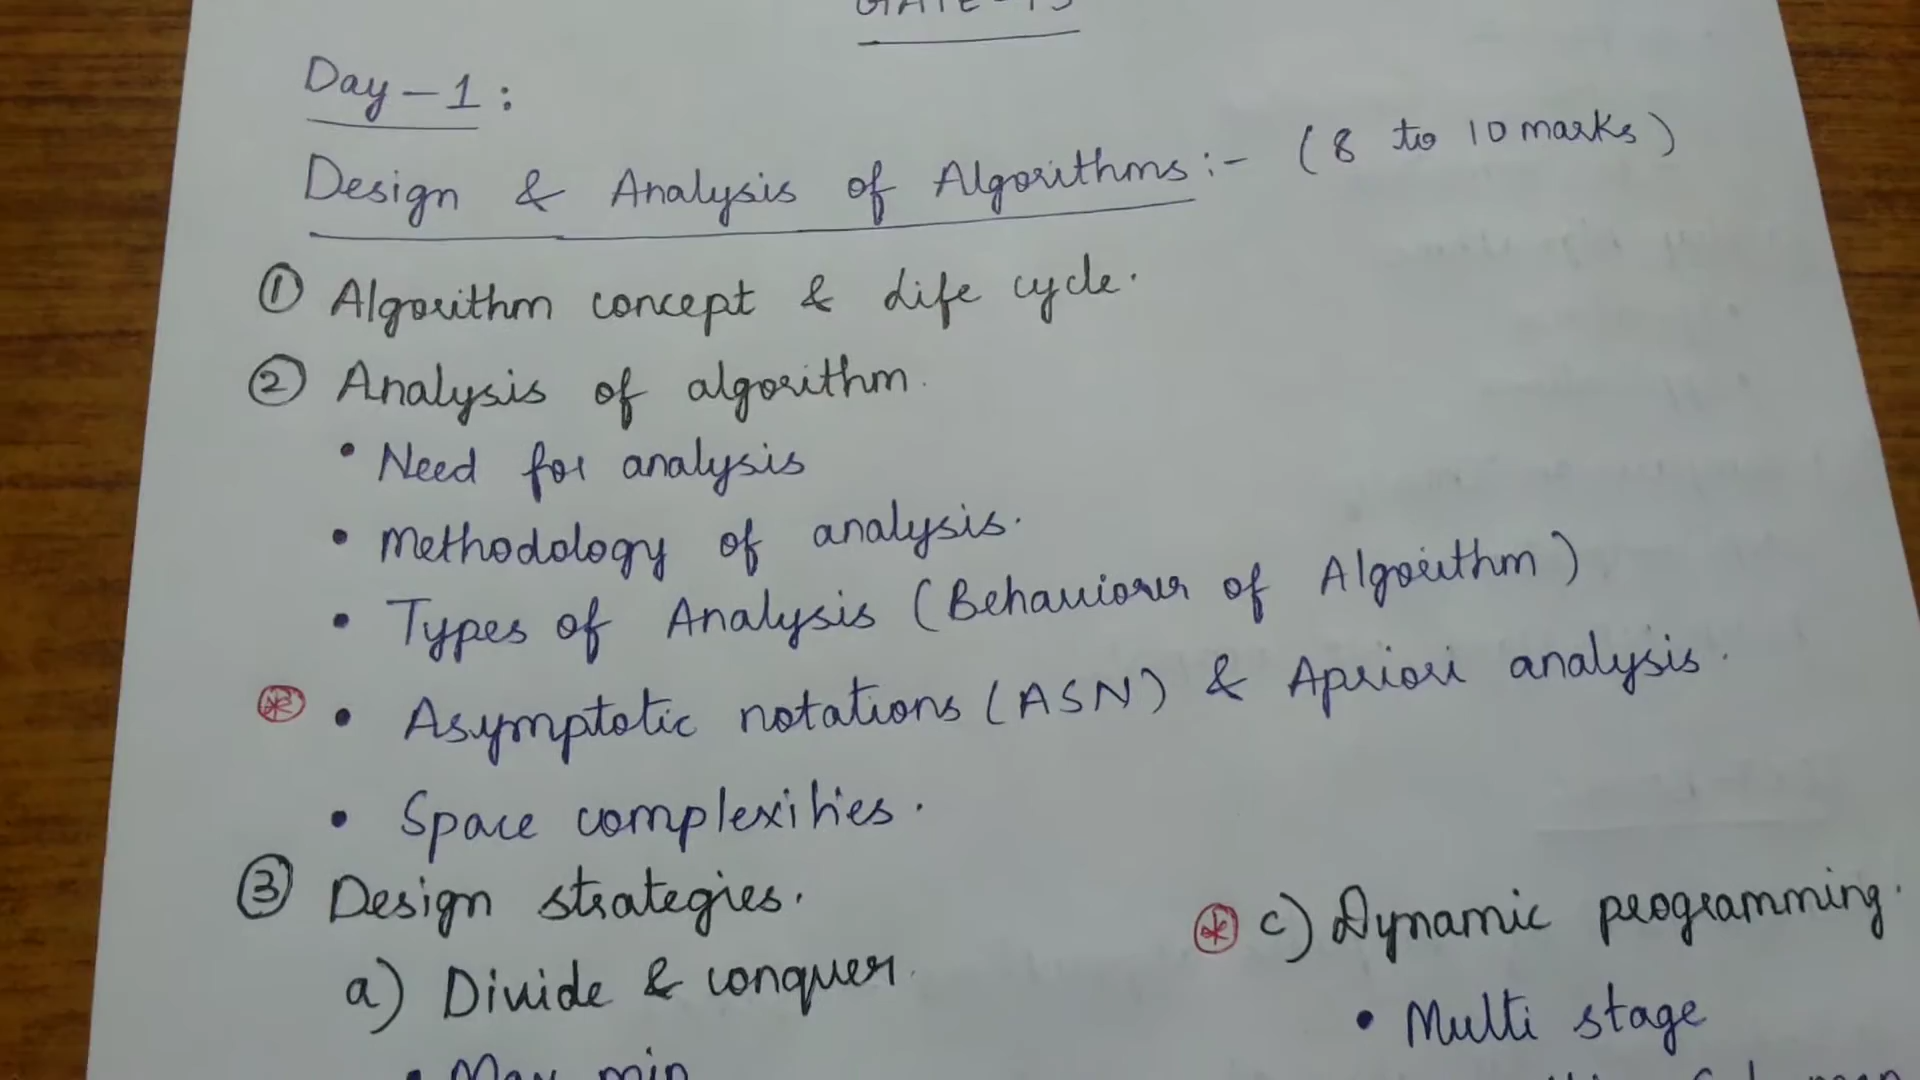 Day - 1 :
Design & Analysis of Algorithms :- (8 to 10 marks)
① Algorithm concept & Life cycle.
② Analysis of algorithm.
• Need for analysis
• Methodology of analysis.
• Types of Analysis (Behaviour of Algorithm)
• Asymptotic notations (ASN) & Apriori analysis.
• Space complexities.
③ Design strategies.
a) Divide & conquer.
• Max min
c) Dynamic programming.
• Multi stage